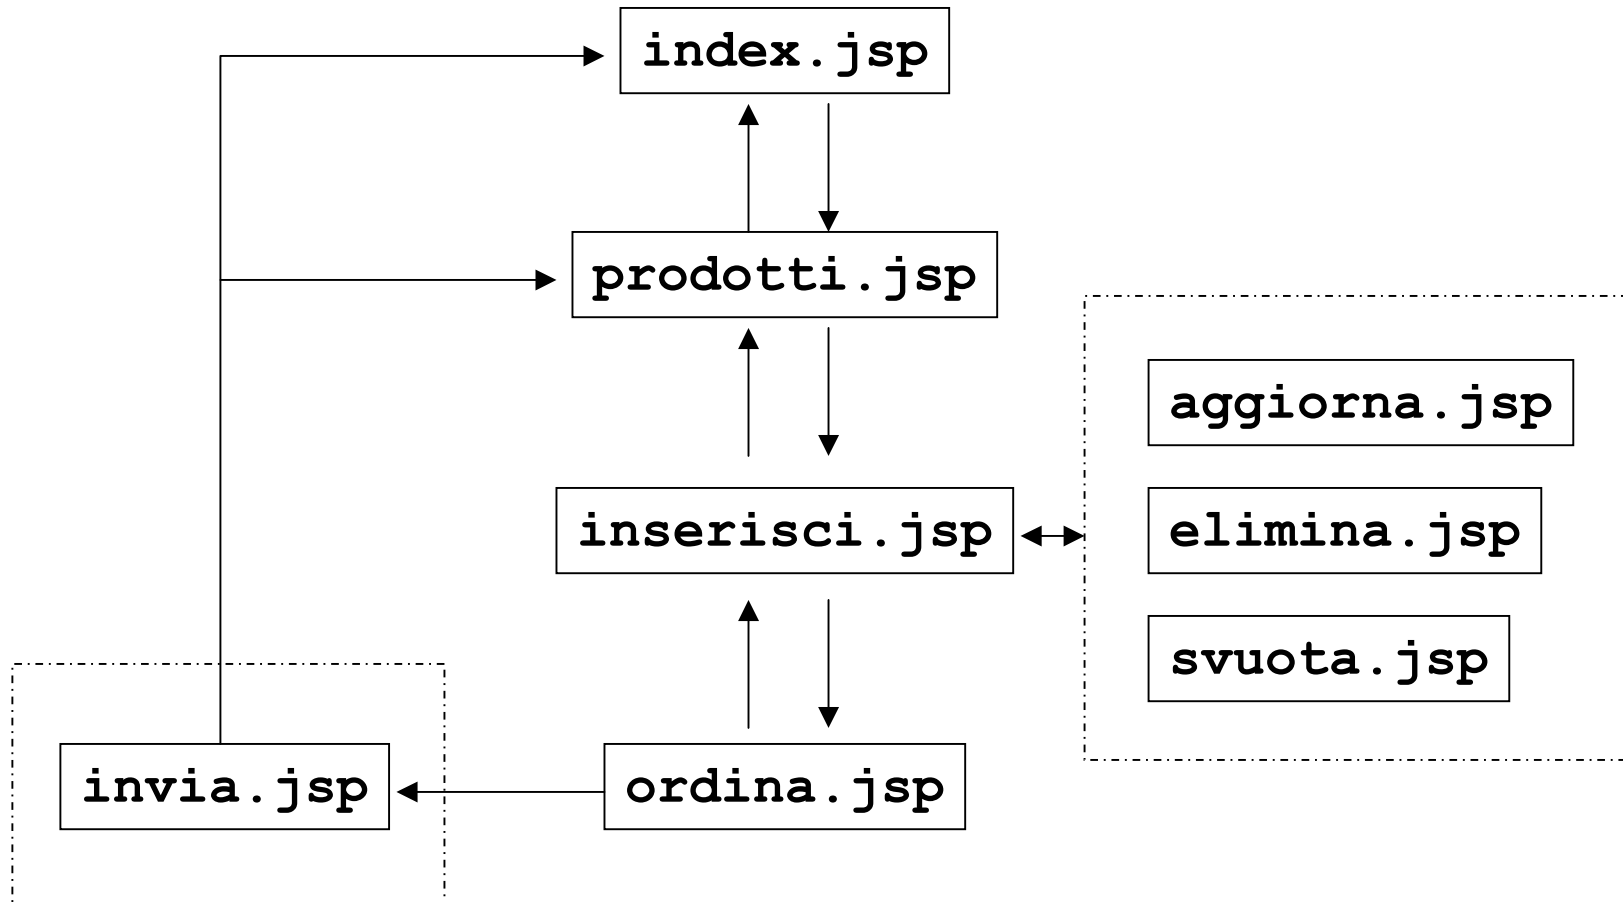 index.jsp
prodotti.jsp
aggiorna.jsp
inserisci.jsp
elimina.jsp
svuota.jsp
invia.jsp
ordina.jsp